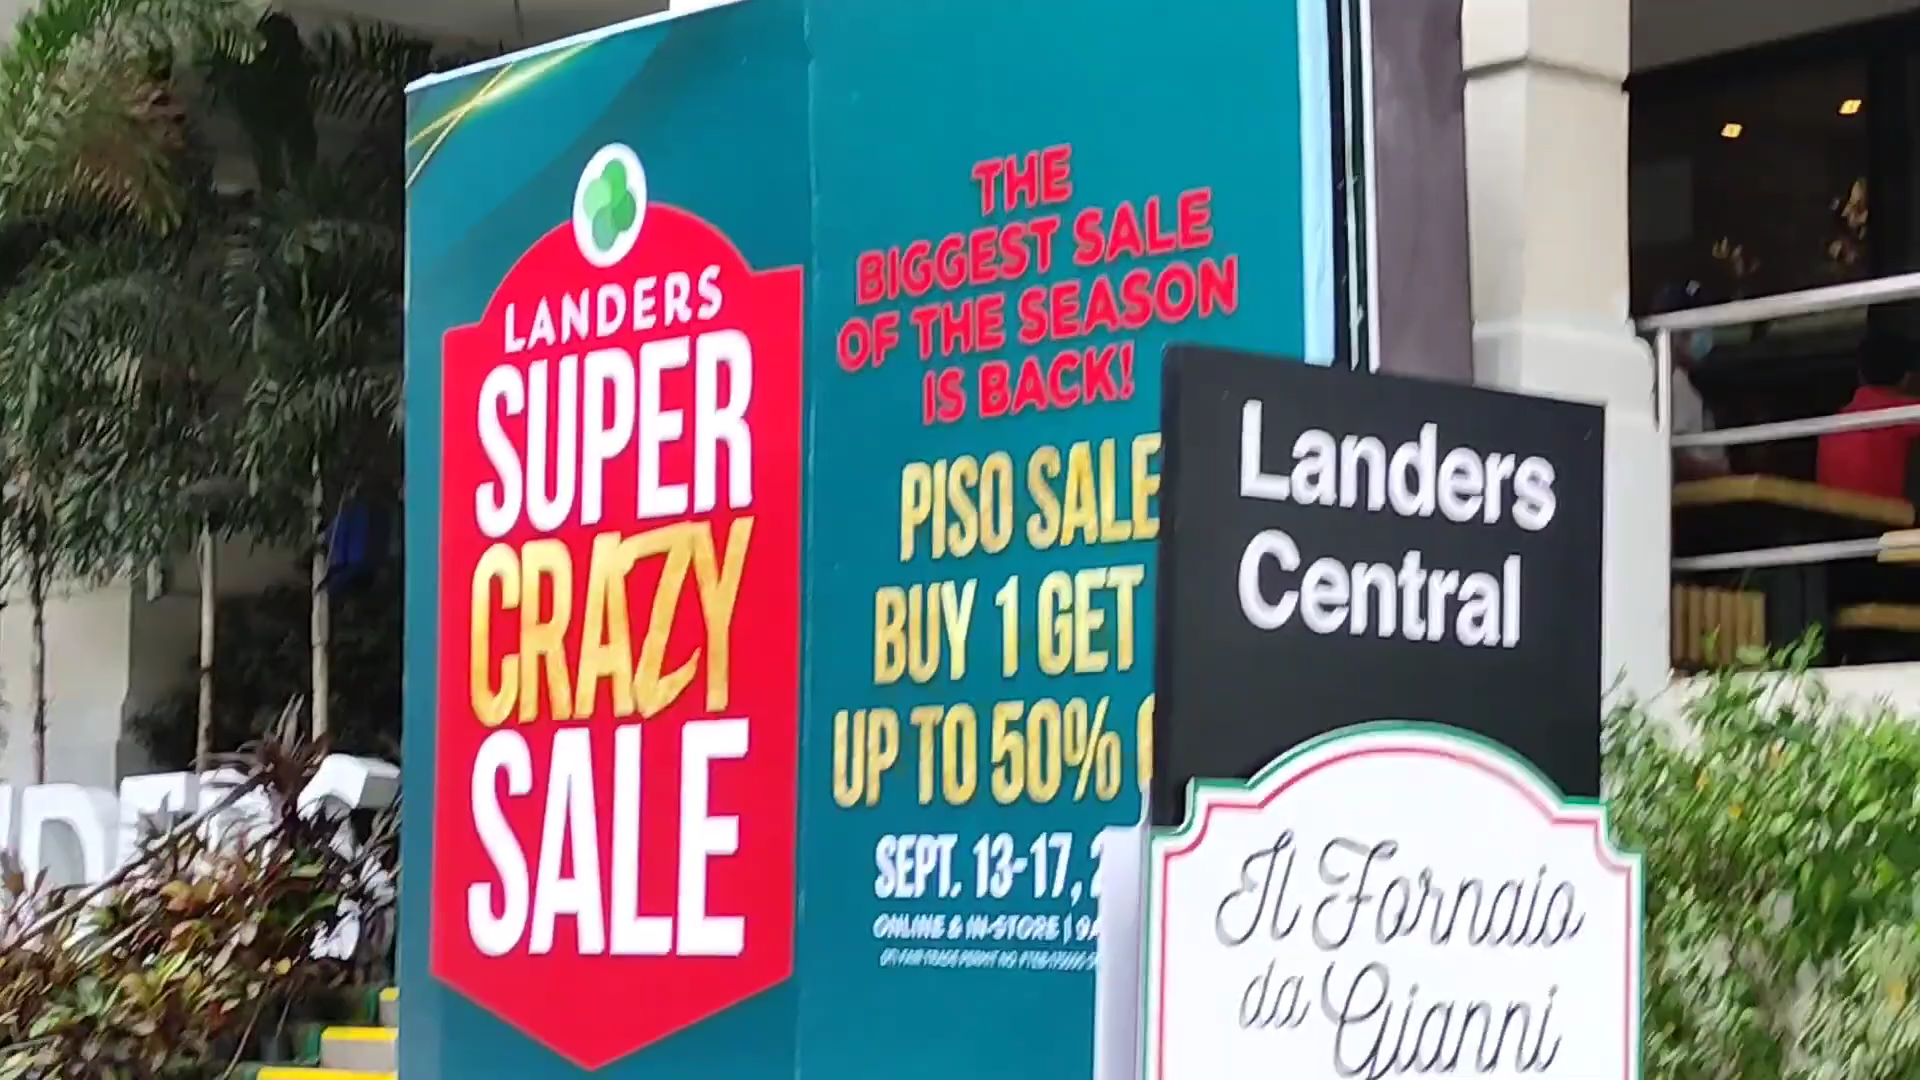 LANDERS
SUPER
CRAZY
SALE
THE
BIGGEST SALE
OF THE SEASON
IS BACK!
PISO SALE
BUY 1 GET
UP TO 50%
SEPT. 13-17,
ONLINE & IN-STORE |
Landers
Central
Il Fornaio
da Gianni